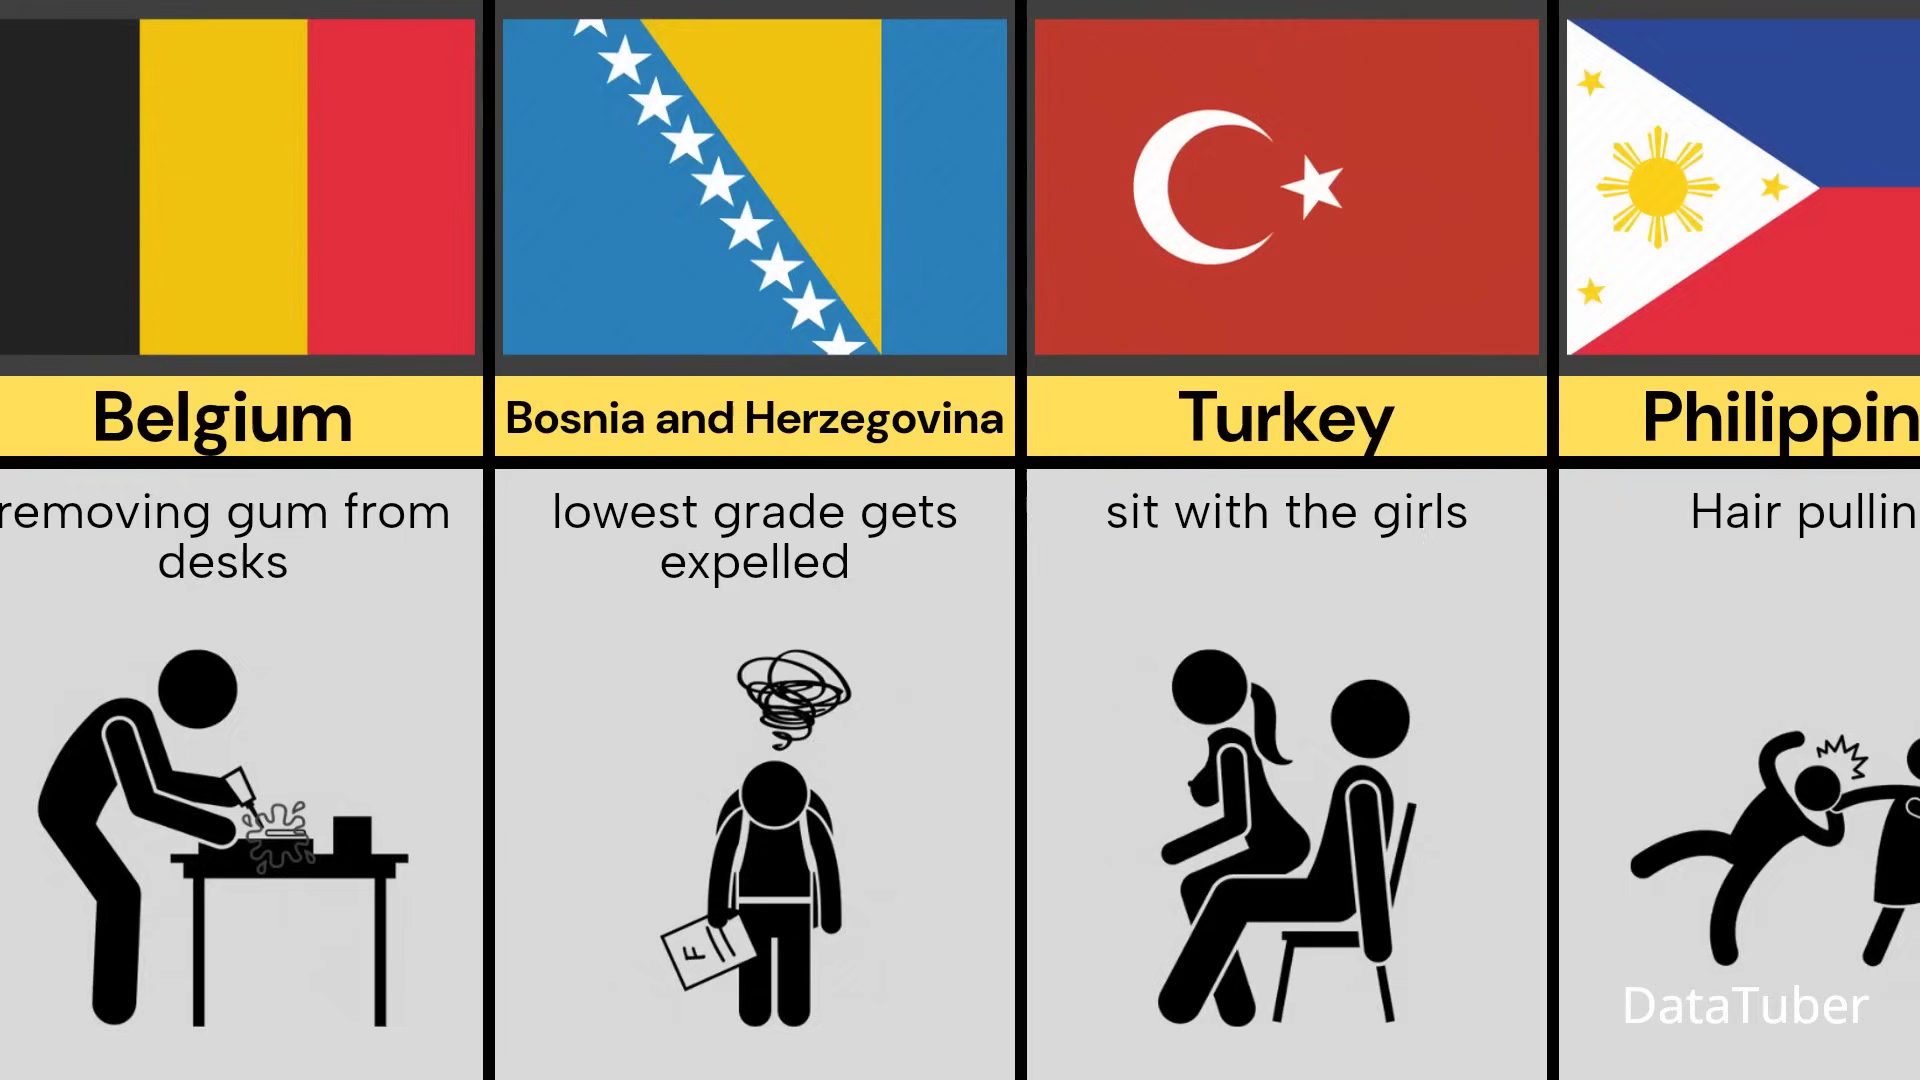 Belgium
Bosnia and Herzegovina
Turkey
Philippin
removing gum from
desks
lowest grade gets
expelled
sit with the girls
Hair pullin
F
DataTuber